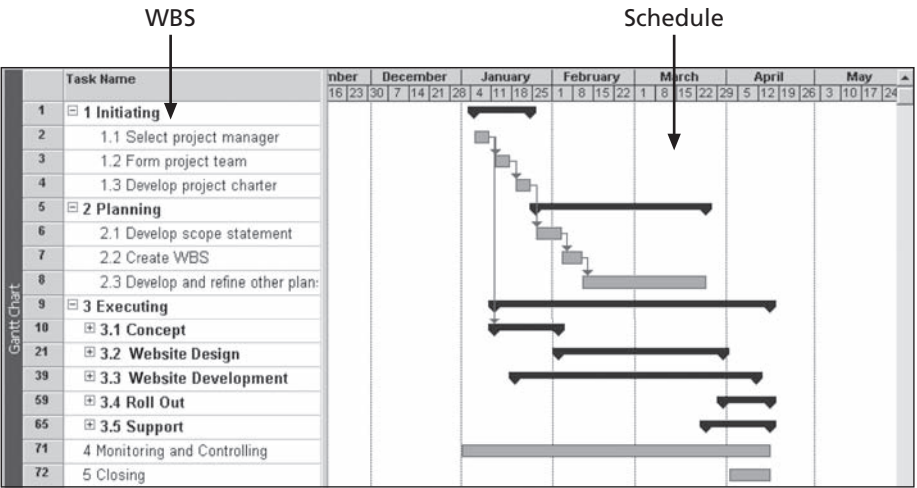 WBS Schedule
Task Name nber December January February March April May
16 23 30 7 14 21 28 4 11 18 25 1 8 15 22 1 8 15 22 29 5 12 19 26 3 10 17 24
1 1 Initiating
2 1.1 Select project manager
3 1.2 Form project team
4 1.3 Develop project charter
5 2 Planning
6 2.1 Develop scope statement
7 2.2 Create WBS
8 2.3 Develop and refine other plan:
9 3 Executing
10 3.1 Concept
21 3.2 Website Design
39 3.3 Website Development
59 3.4 Roll Out
65 3.5 Support
71 4 Monitoring and Controlling
72 5 Closing
Gantt Chart